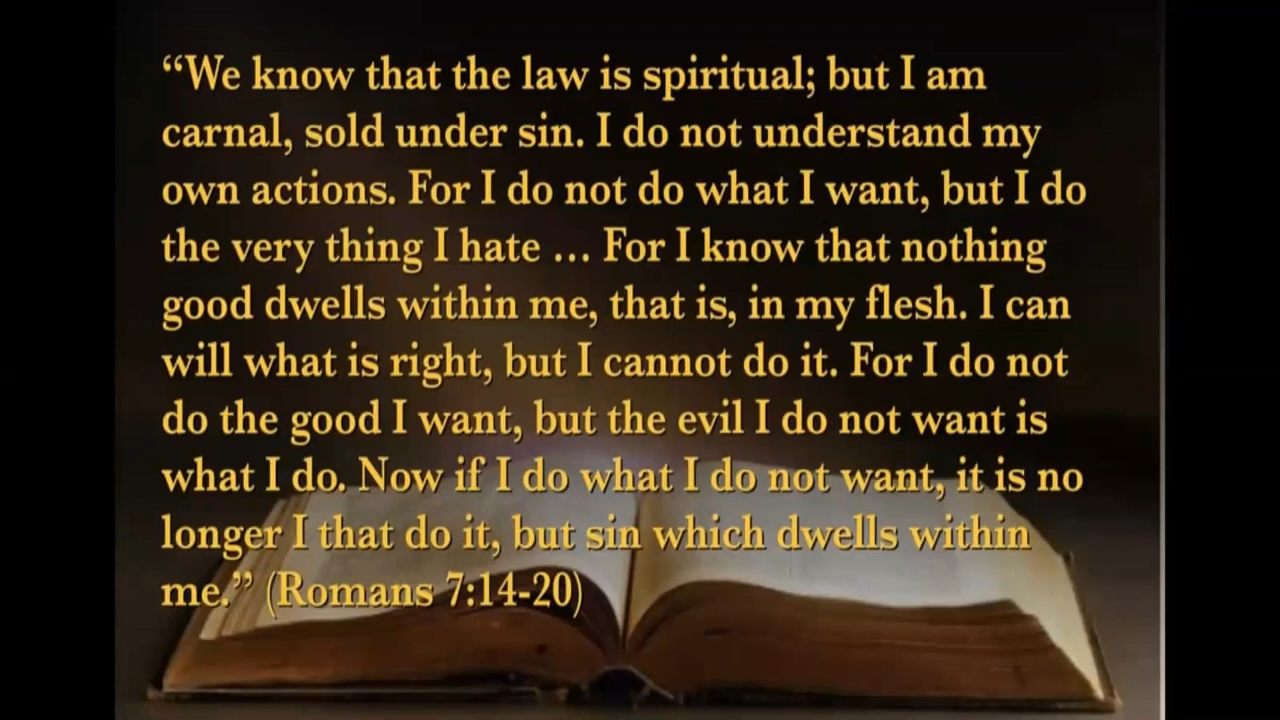 “We know that the law is spiritual; but I am
carnal, sold under sin. I do not understand my
own actions. For I do not do what I want, but I do
the very thing I hate ... For I know that nothing
good dwells within me, that is, in my flesh. I can
will what is right, but I cannot do it. For I do not
do the good I want, but the evil I do not want is
what I do. Now if I do what I do not want, it is no
longer I that do it, but sin which dwells within
me.” (Romans 7:14-20)